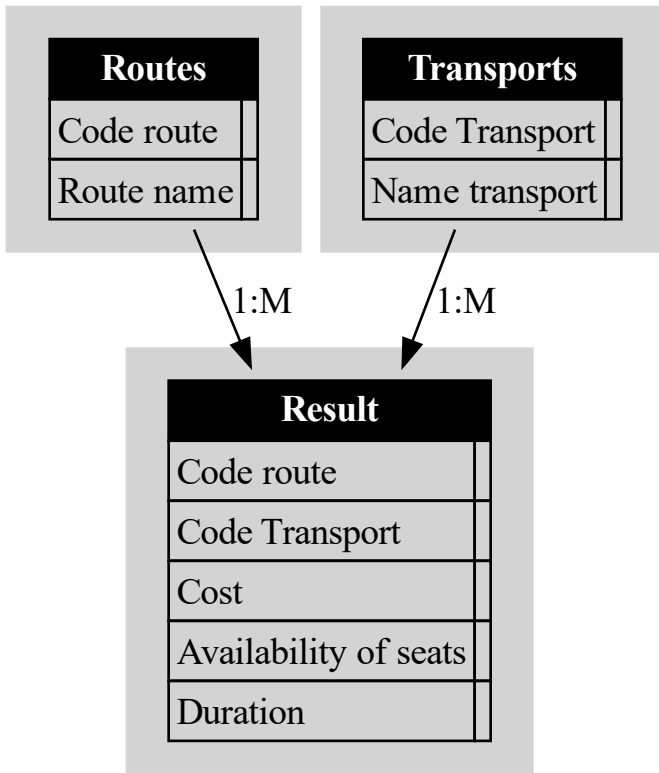 Routes
Code route
Route name
Transports
Code Transport
Name transport
1:M
1:M
Result
Code route
Code Transport
Cost
Availability of seats
Duration